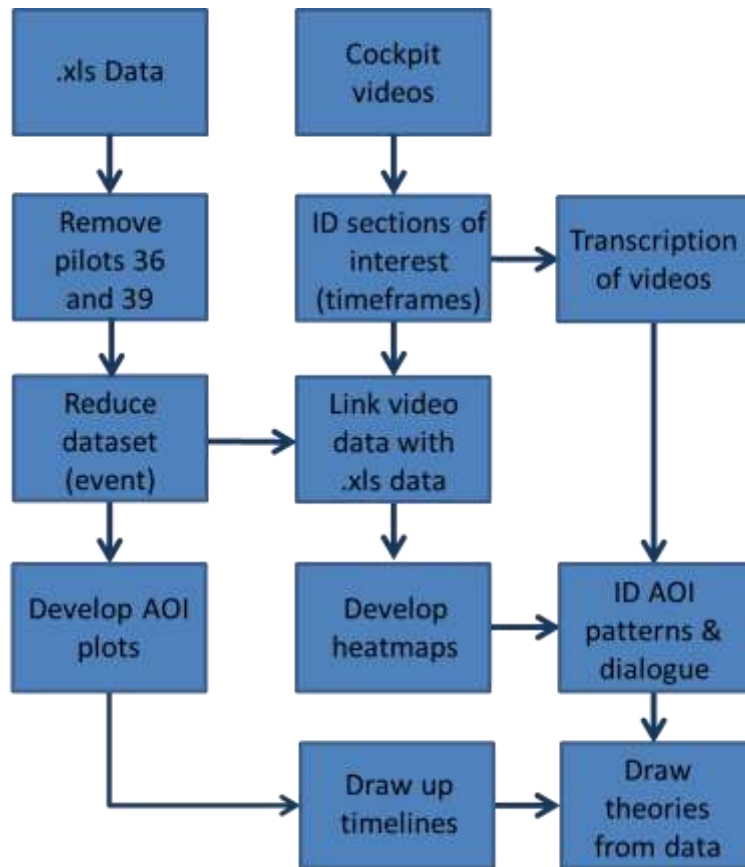 .xls Data
Cockpit
videos
Remove
pilots 36
and 39
ID sections of
interest
(timeframes)
Transcription
of videos
Reduce
dataset
(event)
Link video
data with
.xls data
Develop AOI
plots
Develop
heatmaps
ID AOI
patterns &
dialogue
Draw up
timelines
Draw
theories
from data